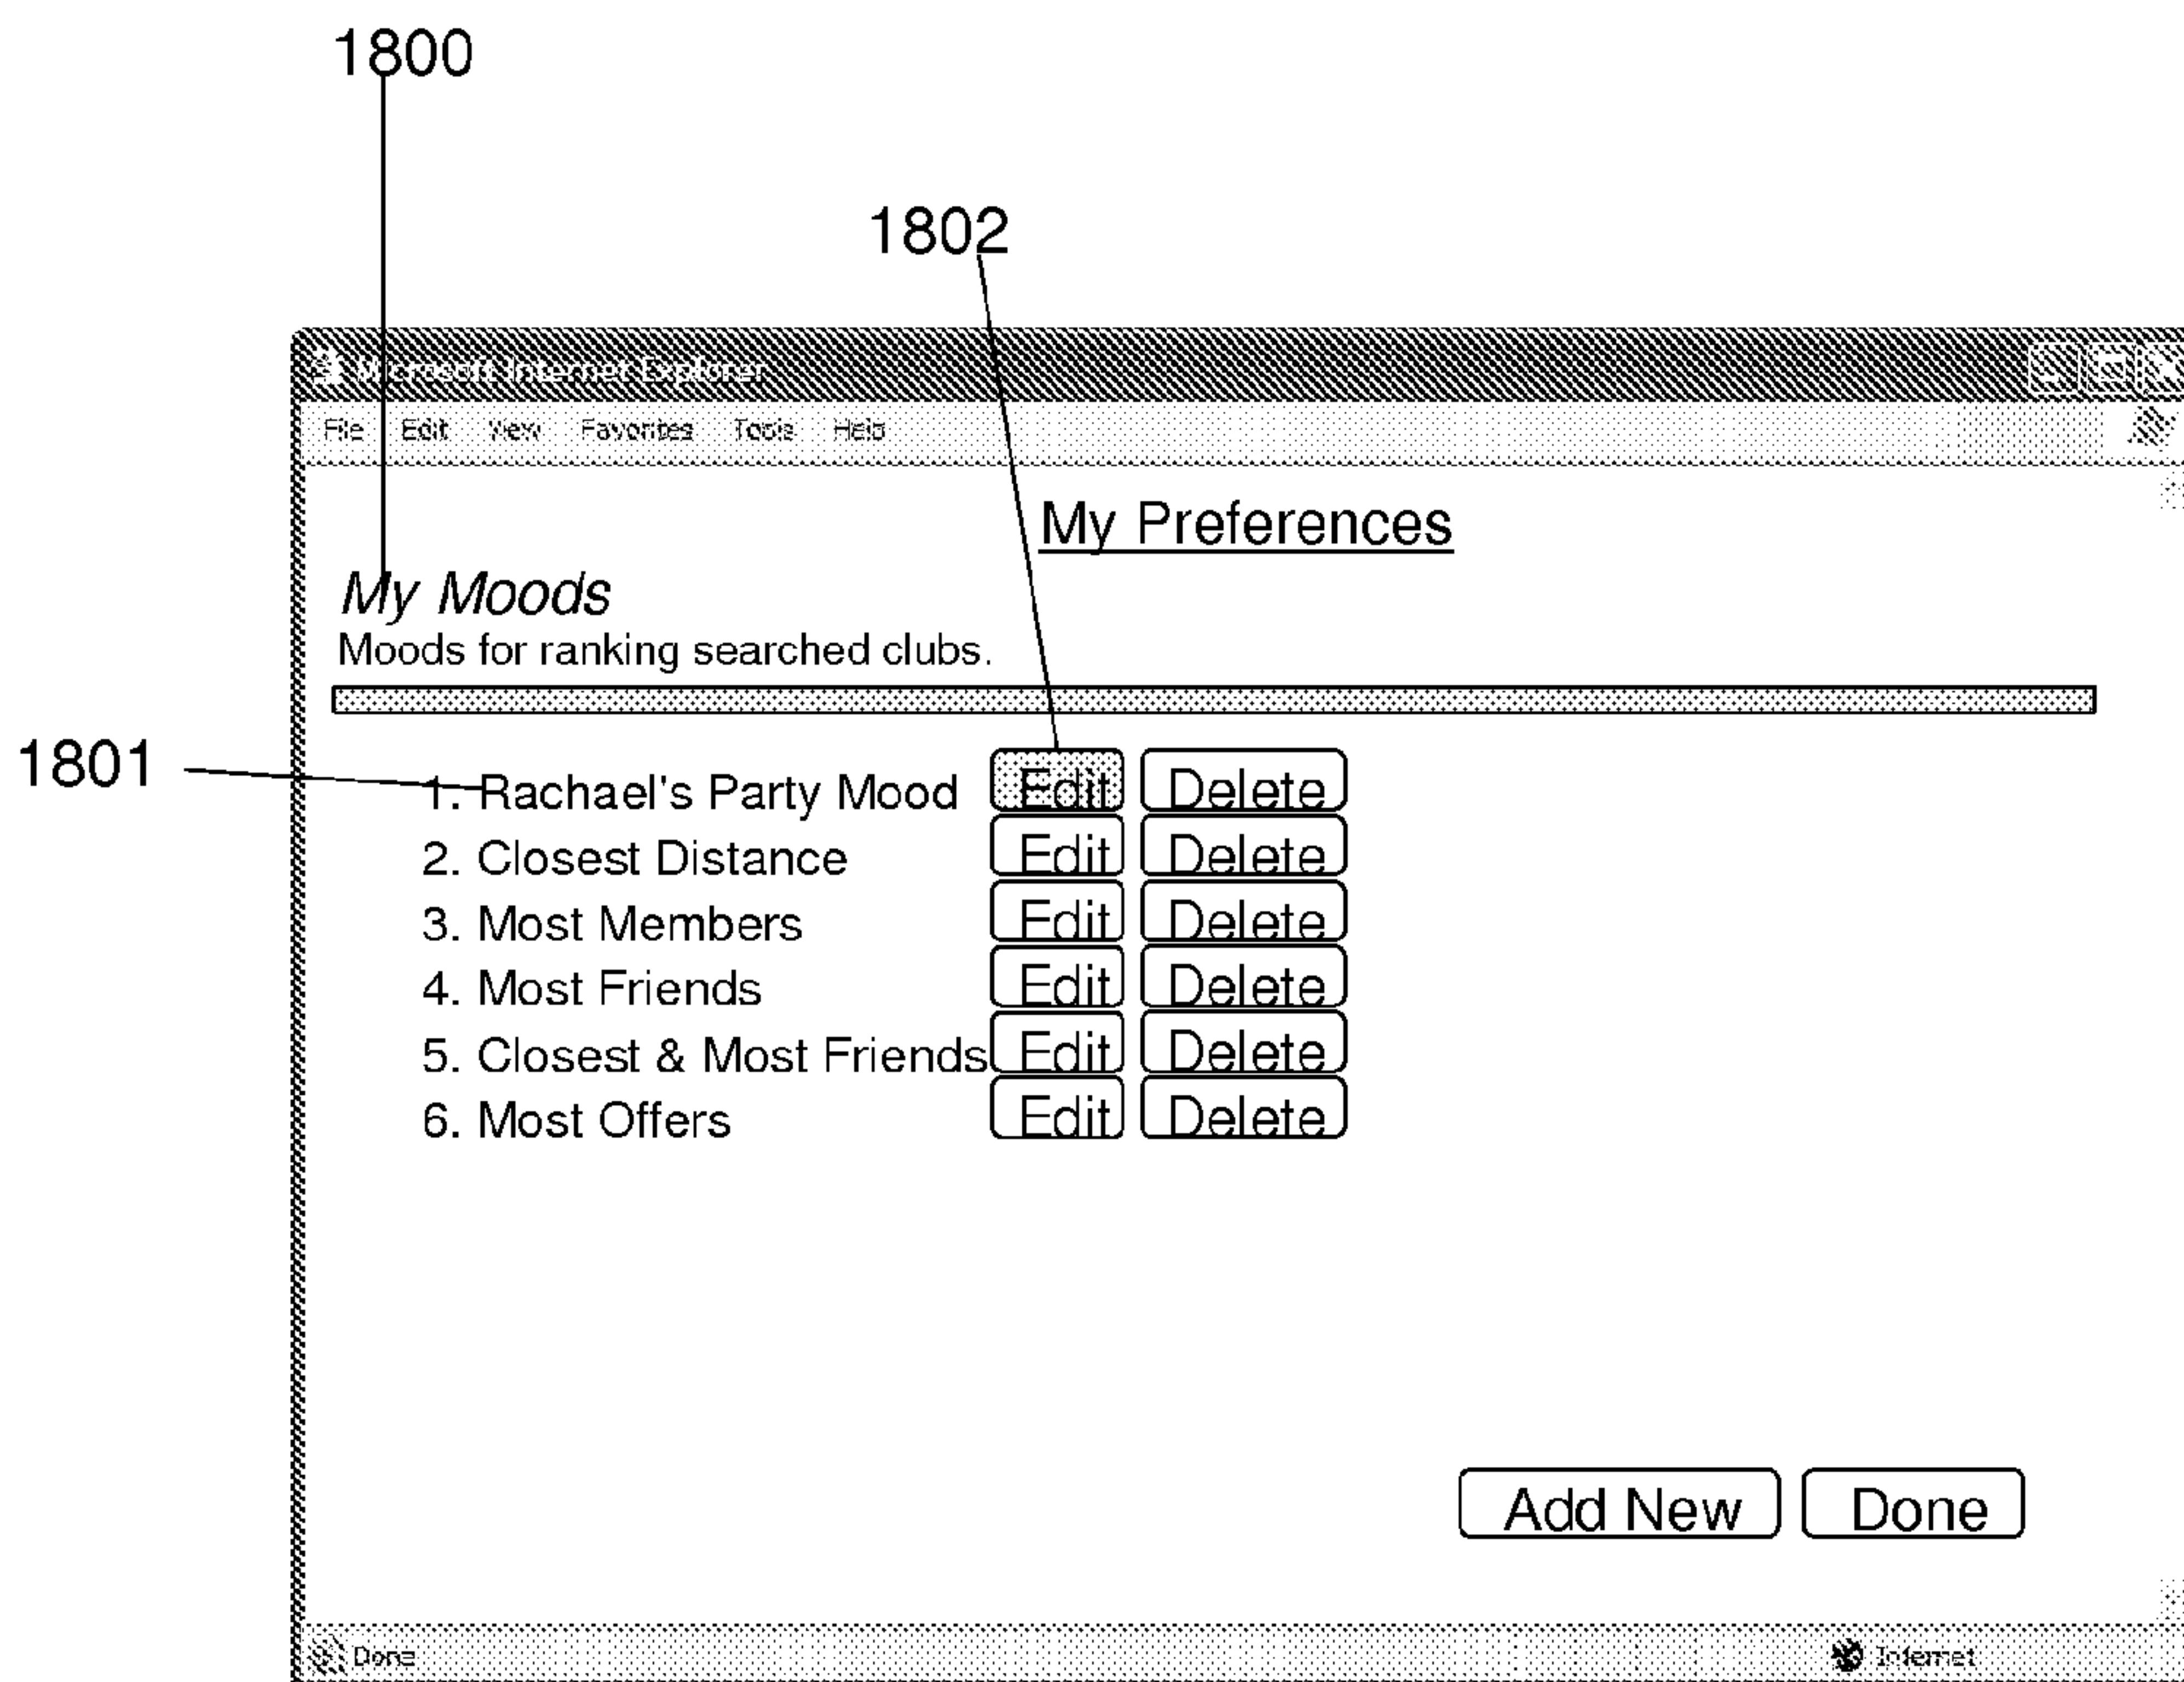 1800
1802
Microsoft Internet Explorer
File Edit View Favorites Tools Help
My Preferences
My Moods
Moods for ranking searched clubs.
1801
1. Rachael's Party Mood Edit Delete
2. Closest Distance Edit Delete
3. Most Members Edit Delete
4. Most Friends Edit Delete
5. Closest & Most Friends Edit Delete
6. Most Offers Edit Delete
Add New Done
Done Internet